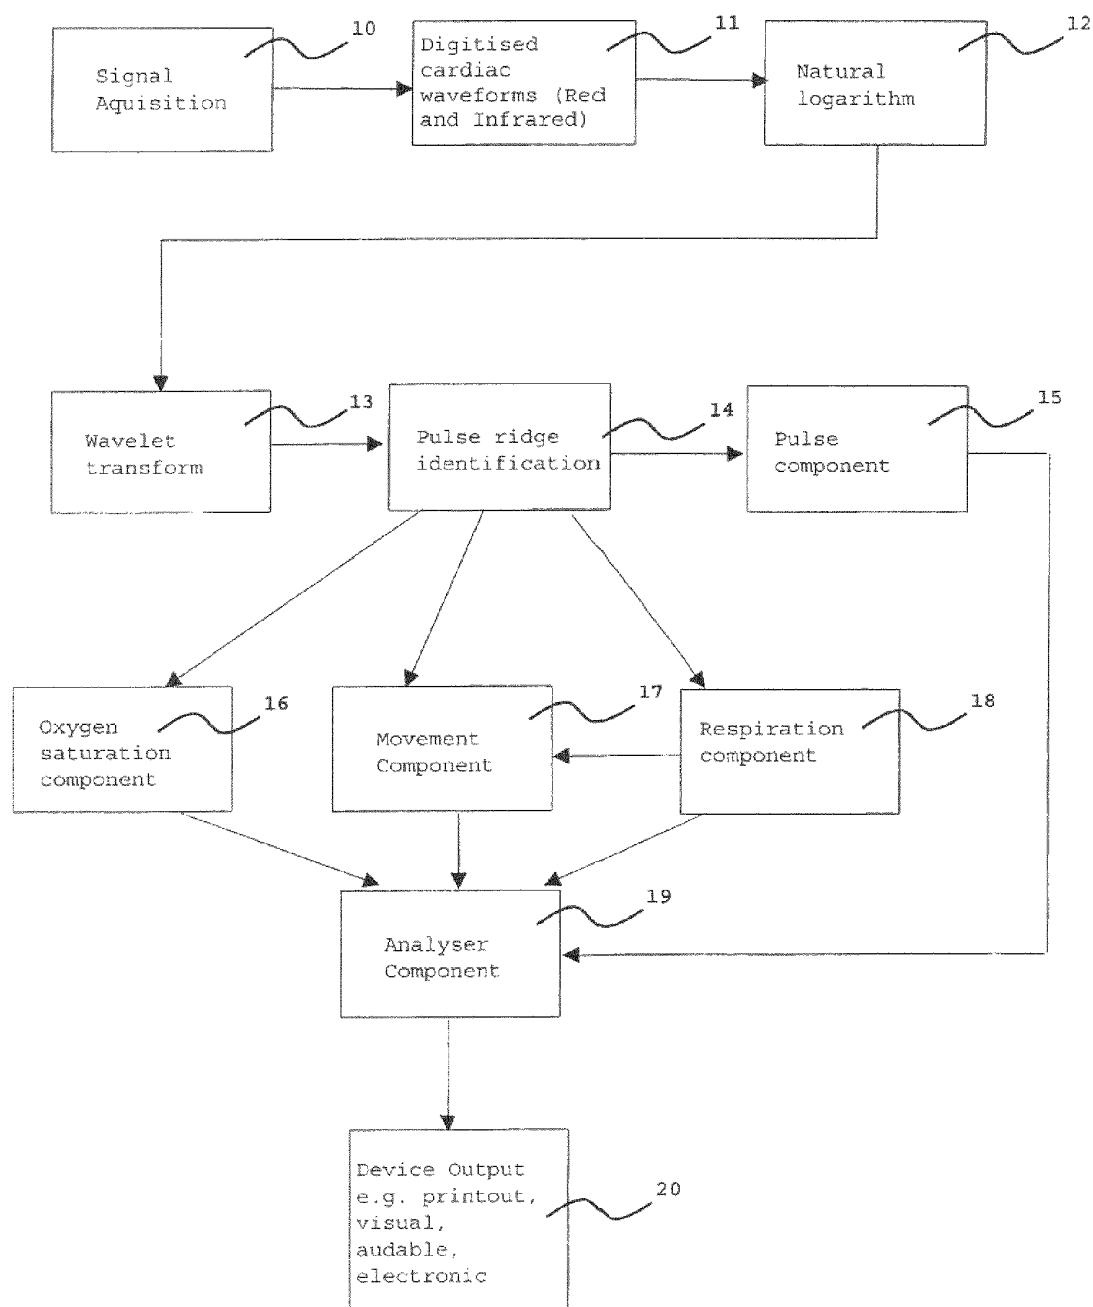 10
Signal
Aquisition
11
Digitised
cardiac
waveforms (Red
and Infrared)
12
Natural
logarithm
13
Wavelet
transform
14
Pulse ridge
identification
15
Pulse
component
16
Oxygen
saturation
component
17
Movement
Component
18
Respiration
component
19
Analyser
Component
20
Device Output
e.g. printout,
visual,
audable,
electronic